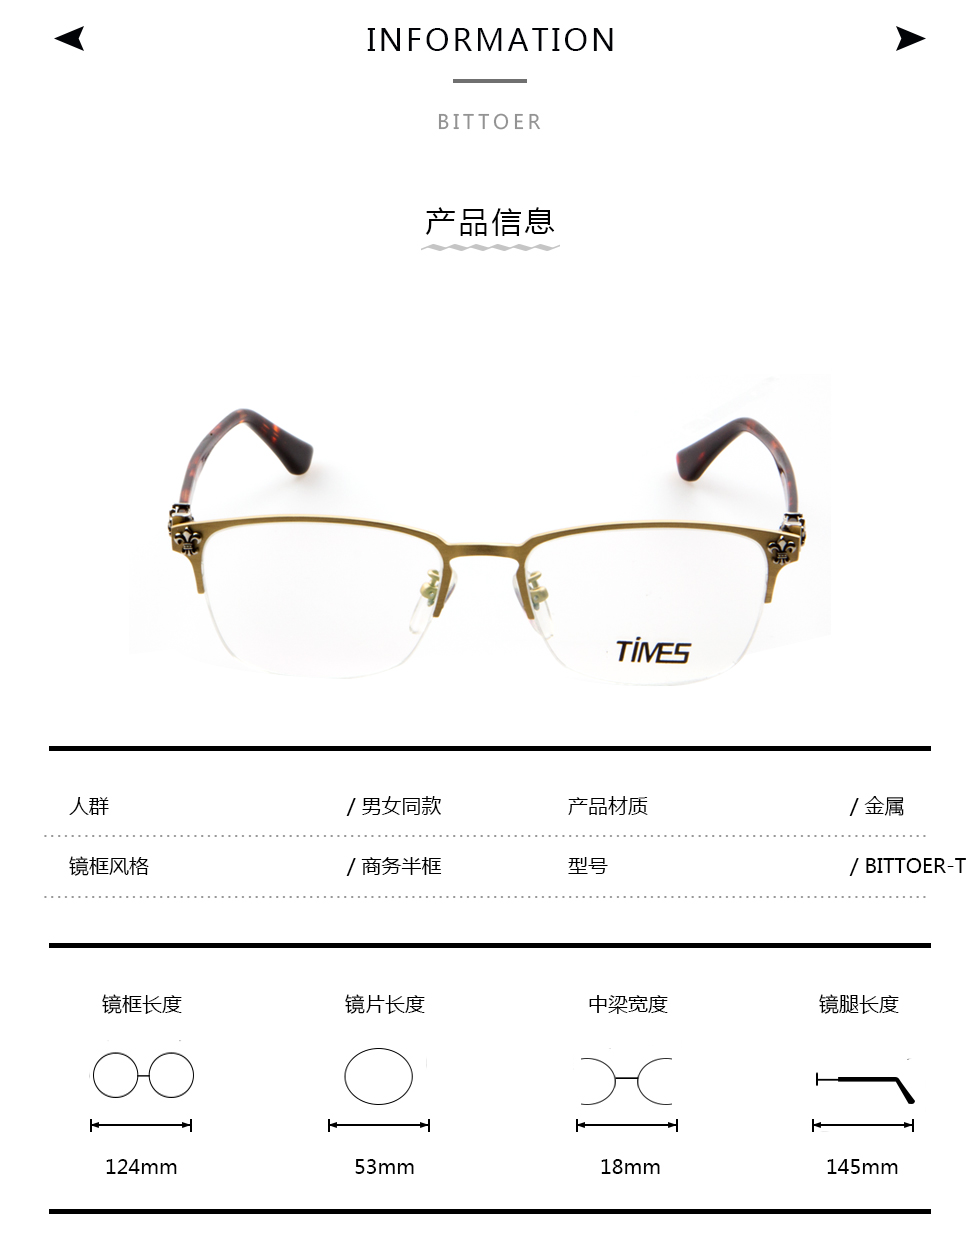 INFORMATION
BITTOER
产品信息
TIMES
人群 / 男女同款 产品材质 / 金属
镜框风格 / 商务半框 型号 / BITTOER-T
镜框长度 镜片长度 中梁宽度 镜腿长度
124mm 53mm 18mm 145mm